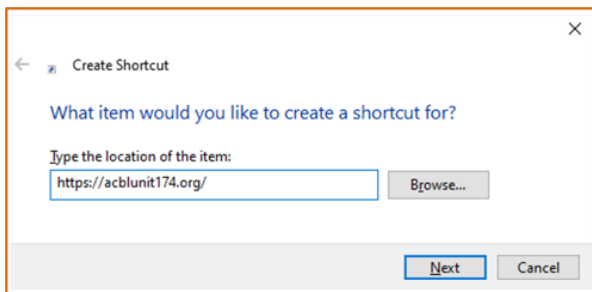 Create Shortcut
What item would you like to create a shortcut for?
Type the location of the item:
https://acblunit174.org/
Browse...
Next
Cancel